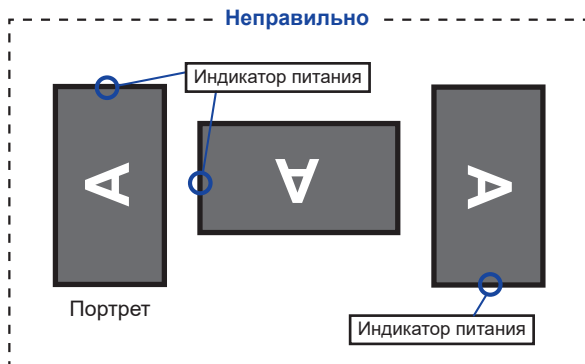 Неправильно
Индикатор питания
A
A
A
Портрет
Индикатор питания